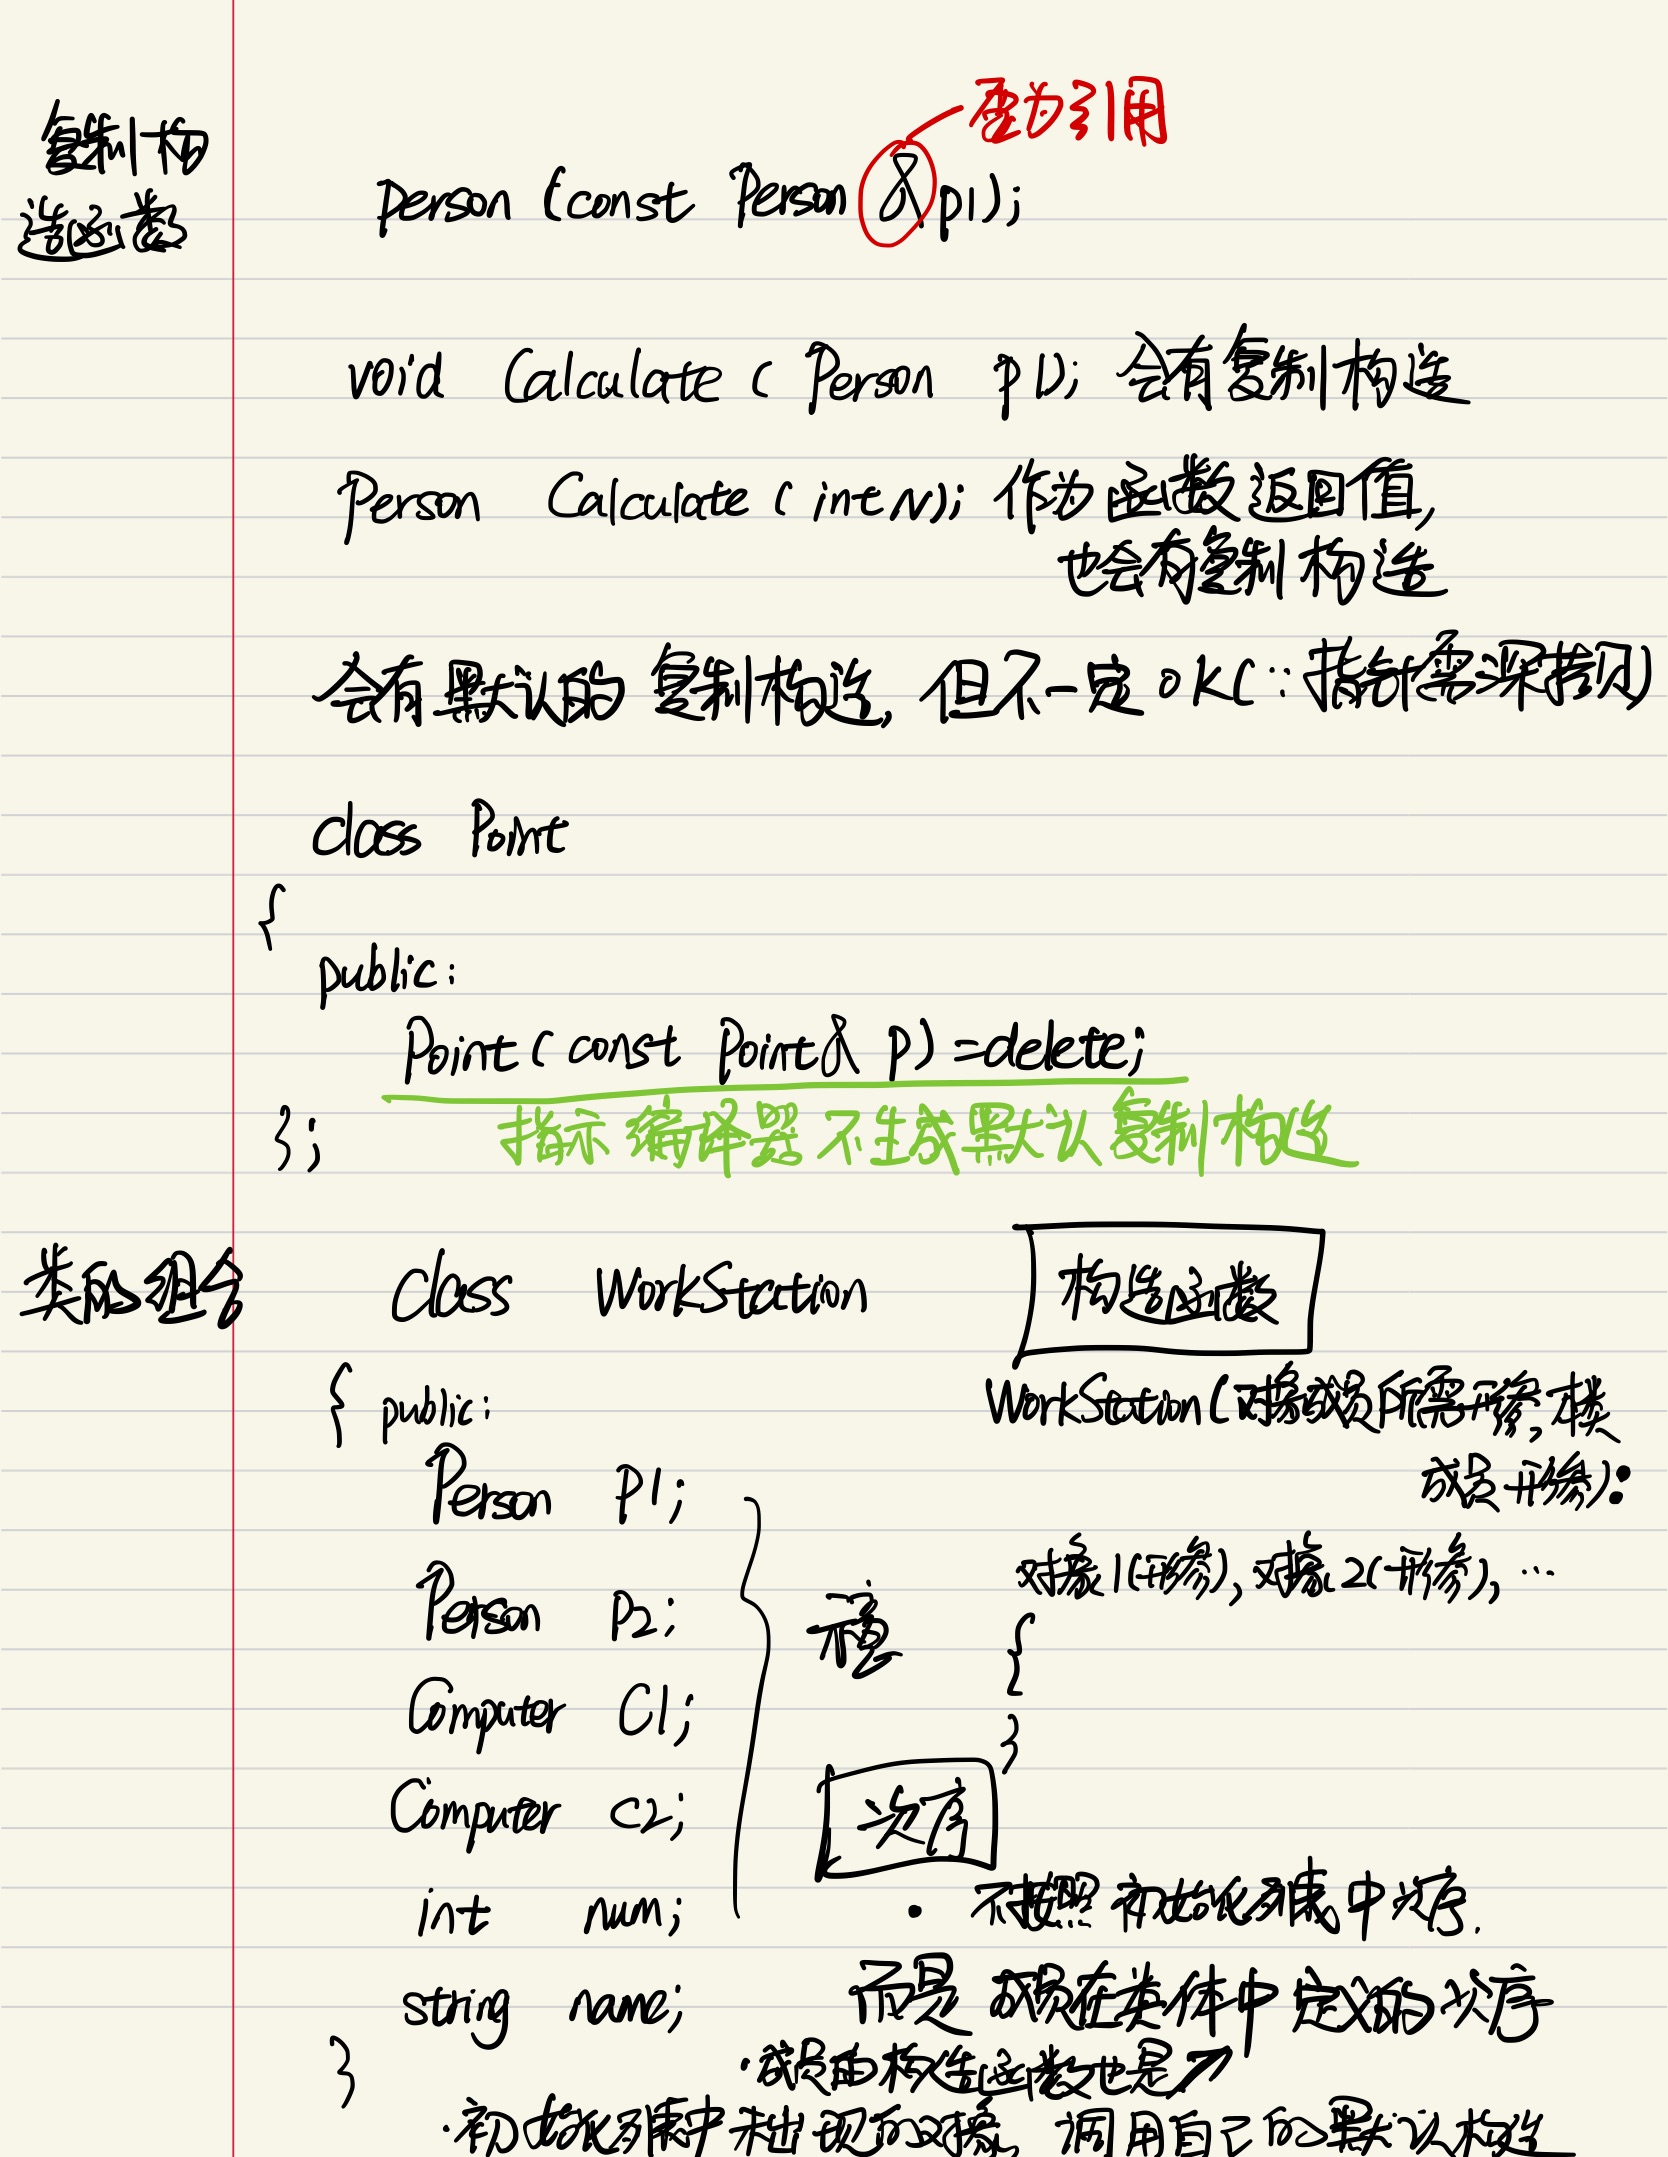 复制构
造函数
要为引用
person (const Person & p1);
void Calculate ( Person p1); 会有复制构造
Person Calculate ( int N); 作为函数返回值,
也会有复制构造
会有默认的复制构造, 但不一定ok(∵指针需深拷贝)
class Point
{
public:
Point ( const Point& p) =delete;
};
指示编译器不生成默认复制构造
类的组合
class WorkStation
构造函数
{ public:
WorkStation (对象成员所需形参,
成员形参):
Person p1;
对象1(形参), 对象2(形参), …
Person p2;
{
Computer C1;
}
Computer C2;
次序
int num;
· 不按照初始化列表中次序.
string name;
而是 成员在类体中定义的次序
}
·成员的构造函数也是↗
·初始化列表中未出现的对象, 调用自己的默认构造